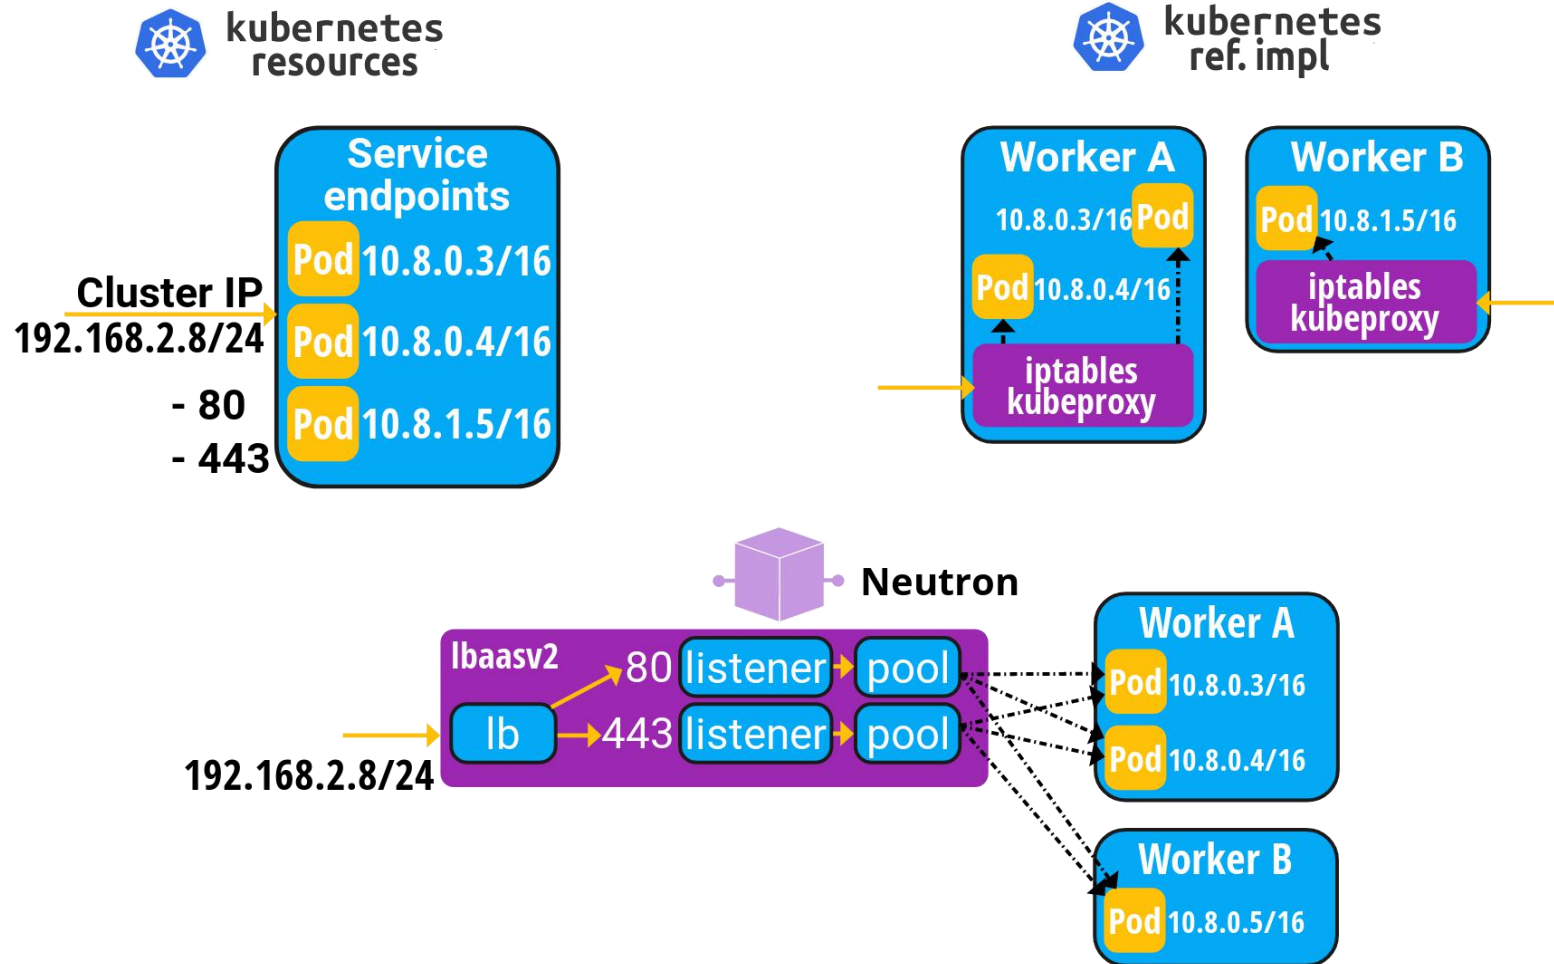 kubernetes
resources
kubernetes
ref. impl
Service
endpoints
Pod 10.8.0.3/16
Pod 10.8.0.4/16
Pod 10.8.1.5/16
Cluster IP
192.168.2.8/24
- 80
- 443
Worker A
10.8.0.3/16 Pod
Pod 10.8.0.4/16
iptables
kubeproxy
Worker B
Pod 10.8.1.5/16
iptables
kubeproxy
Neutron
lbaasv2
80 listener pool
lb 443 listener pool
192.168.2.8/24
Worker A
Pod 10.8.0.3/16
Pod 10.8.0.4/16
Worker B
Pod 10.8.0.5/16